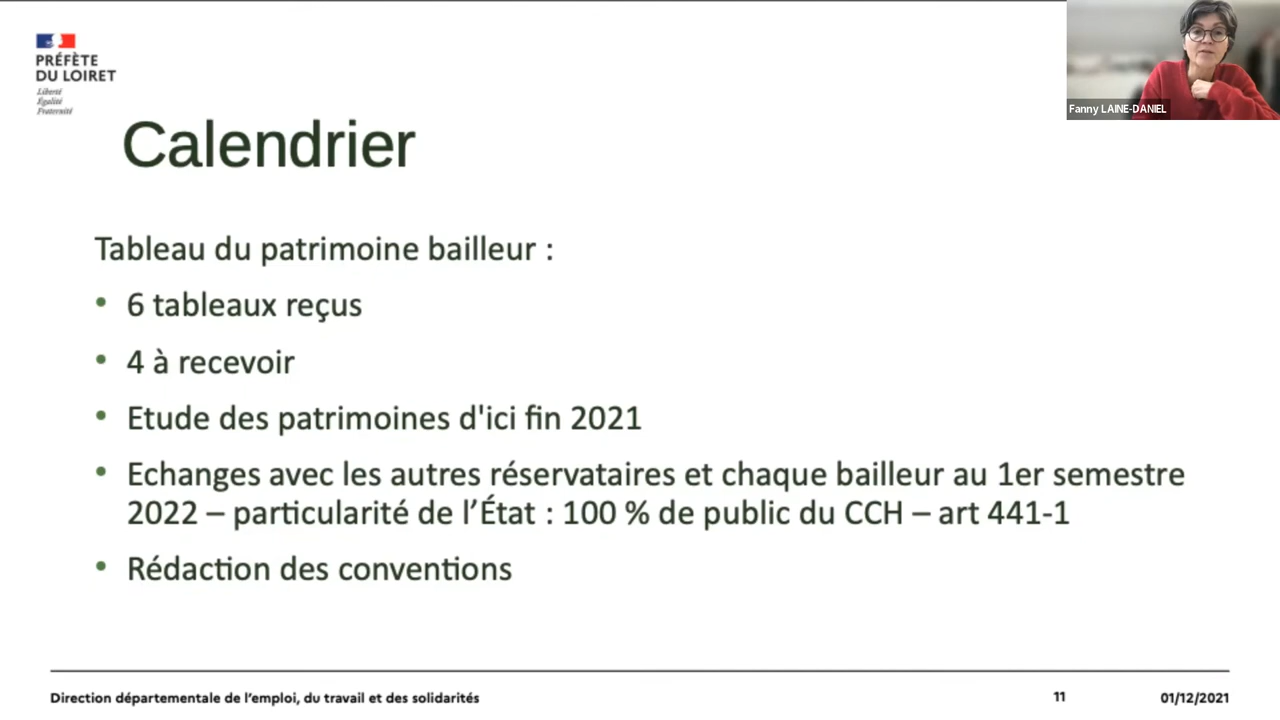 PRÉFÈTE
DU LOIRET
Liberté
Égalité
Fraternité
Fanny LAINE-DANIEL
Calendrier
Tableau du patrimoine bailleur :
• 6 tableaux reçus
• 4 à recevoir
• Etude des patrimoines d'ici fin 2021
• Echanges avec les autres réservataires et chaque bailleur au 1er semestre
2022 – particularité de l’État : 100 % de public du CCH – art 441-1
• Rédaction des conventions
Direction départementale de l’emploi, du travail et des solidarités
11
01/12/2021